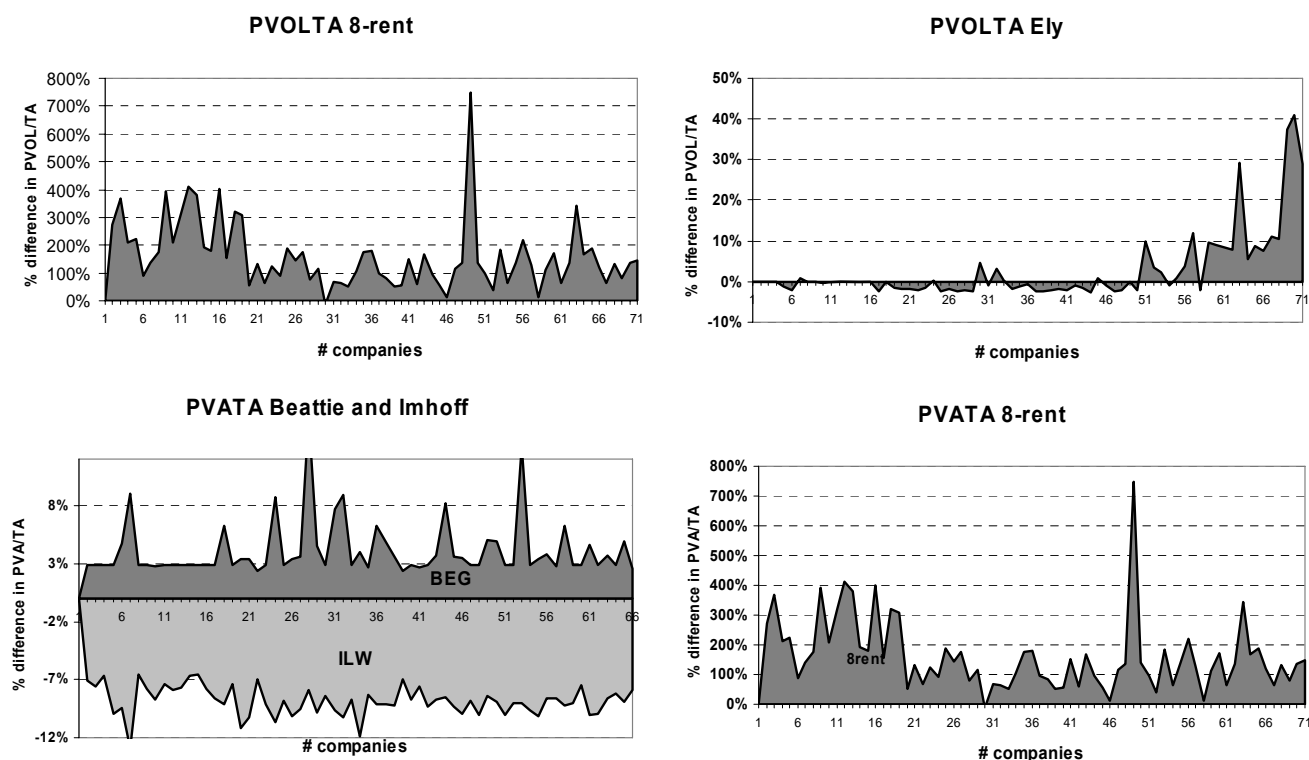 PVOLTA 8-rent
% difference in PVOL/TA
800%
700%
600%
500%
400%
300%
200%
100%
0%
1 6 11 16 21 26 31 36 41 46 51 56 61 66 71
# companies
PVOLTA Ely
% difference in PVOL/TA
50%
40%
30%
20%
10%
0%
-10%
1 6 11 16 21 26 31 36 41 46 51 56 61 66 71
# companies
PVATA Beattie and Imhoff
% difference in PVA/TA
8%
3%
-2%
-7%
-12%
BEG
6 11 16 21 26 31 36 41 46 51 56 61 66
ILW
# companies
PVATA 8-rent
% difference in PVA/TA
800%
700%
600%
500%
400%
300%
200%
100%
0%
8rent
1 6 11 16 21 26 31 36 41 46 51 56 61 66 71
# companies